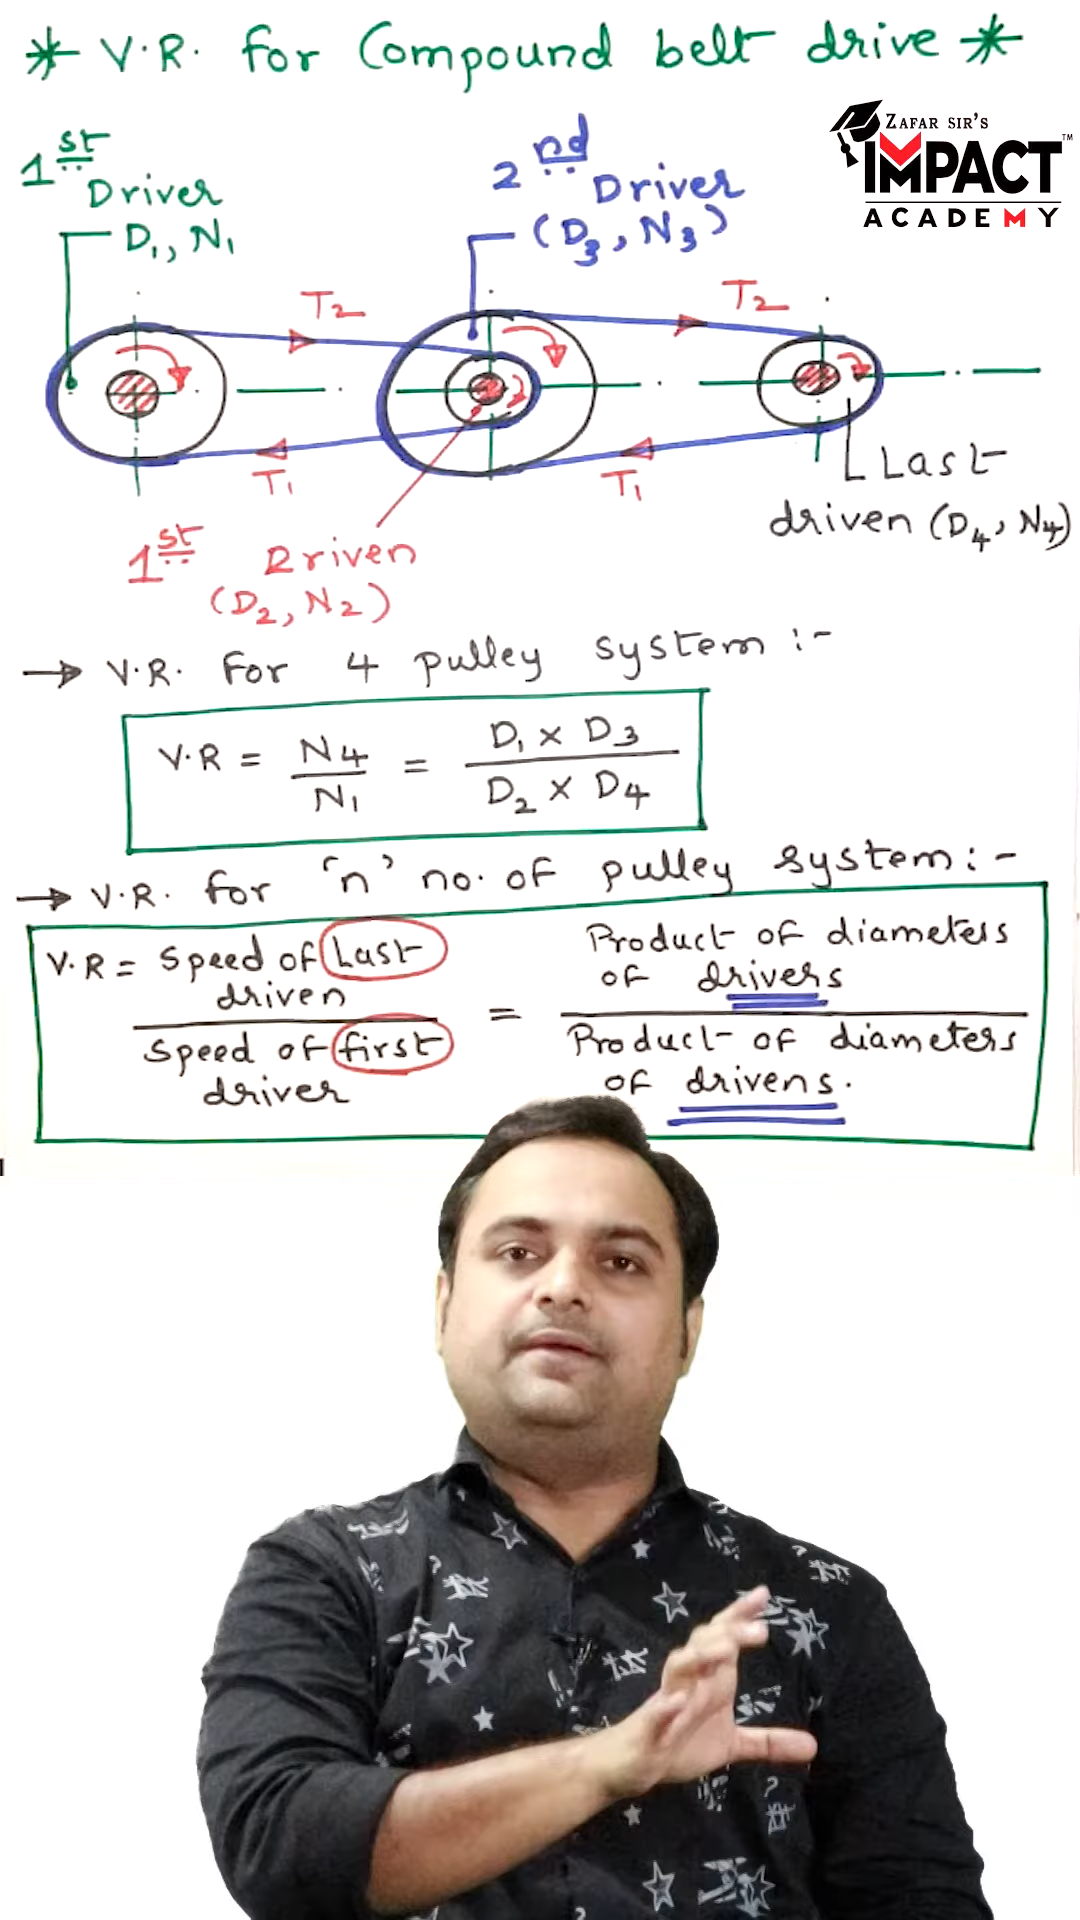 * V.R. for Compound belt drive *
ZAFAR SIR'S
IMPACT™
ACADEMY
1st
Driver
D₁, N₁
2nd
Driver
(D₃, N₃)
T₂
T₂
T₁
T₁
Last
driven (D₄, N₄)
1st Driven
(D₂, N₂)
→ V.R. For 4 pulley system :-
V.R = N₄/N₁ = D₁ × D₃/D₂ × D₄
→ V.R. for 'n' no. of pulley system :-
V.R = Speed of Last
driven
Speed of first
driver
=
Product of diameters
of drivers
Product of diameters
of drivens.